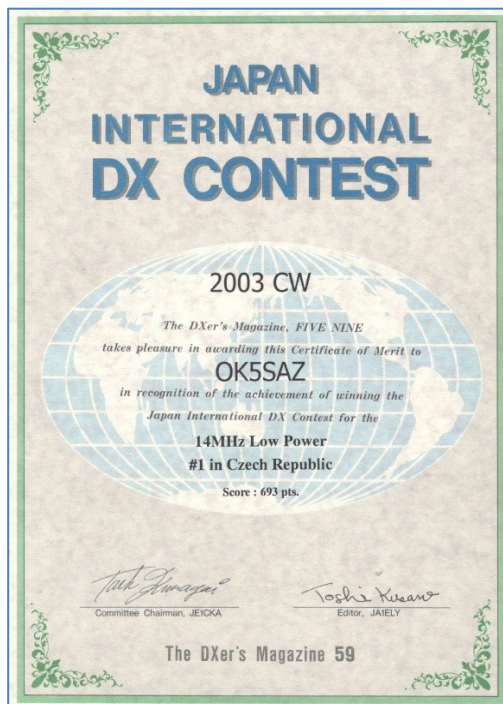 JAPAN
INTERNATIONAL
DX CONTEST
2003 CW
The DXer's Magazine, FIVE NINE
takes pleasure in awarding this Certificate of Merit to
OK5SAZ
in recognition of the achievement of winning the
Japan International DX Contest for the
14MHz Low Power
#1 in Czech Republic
Score : 693 pts.
Toshi Kusano
Committee Chairman, JE1CKA
Editor, JA1ELY
The DXer's Magazine 59